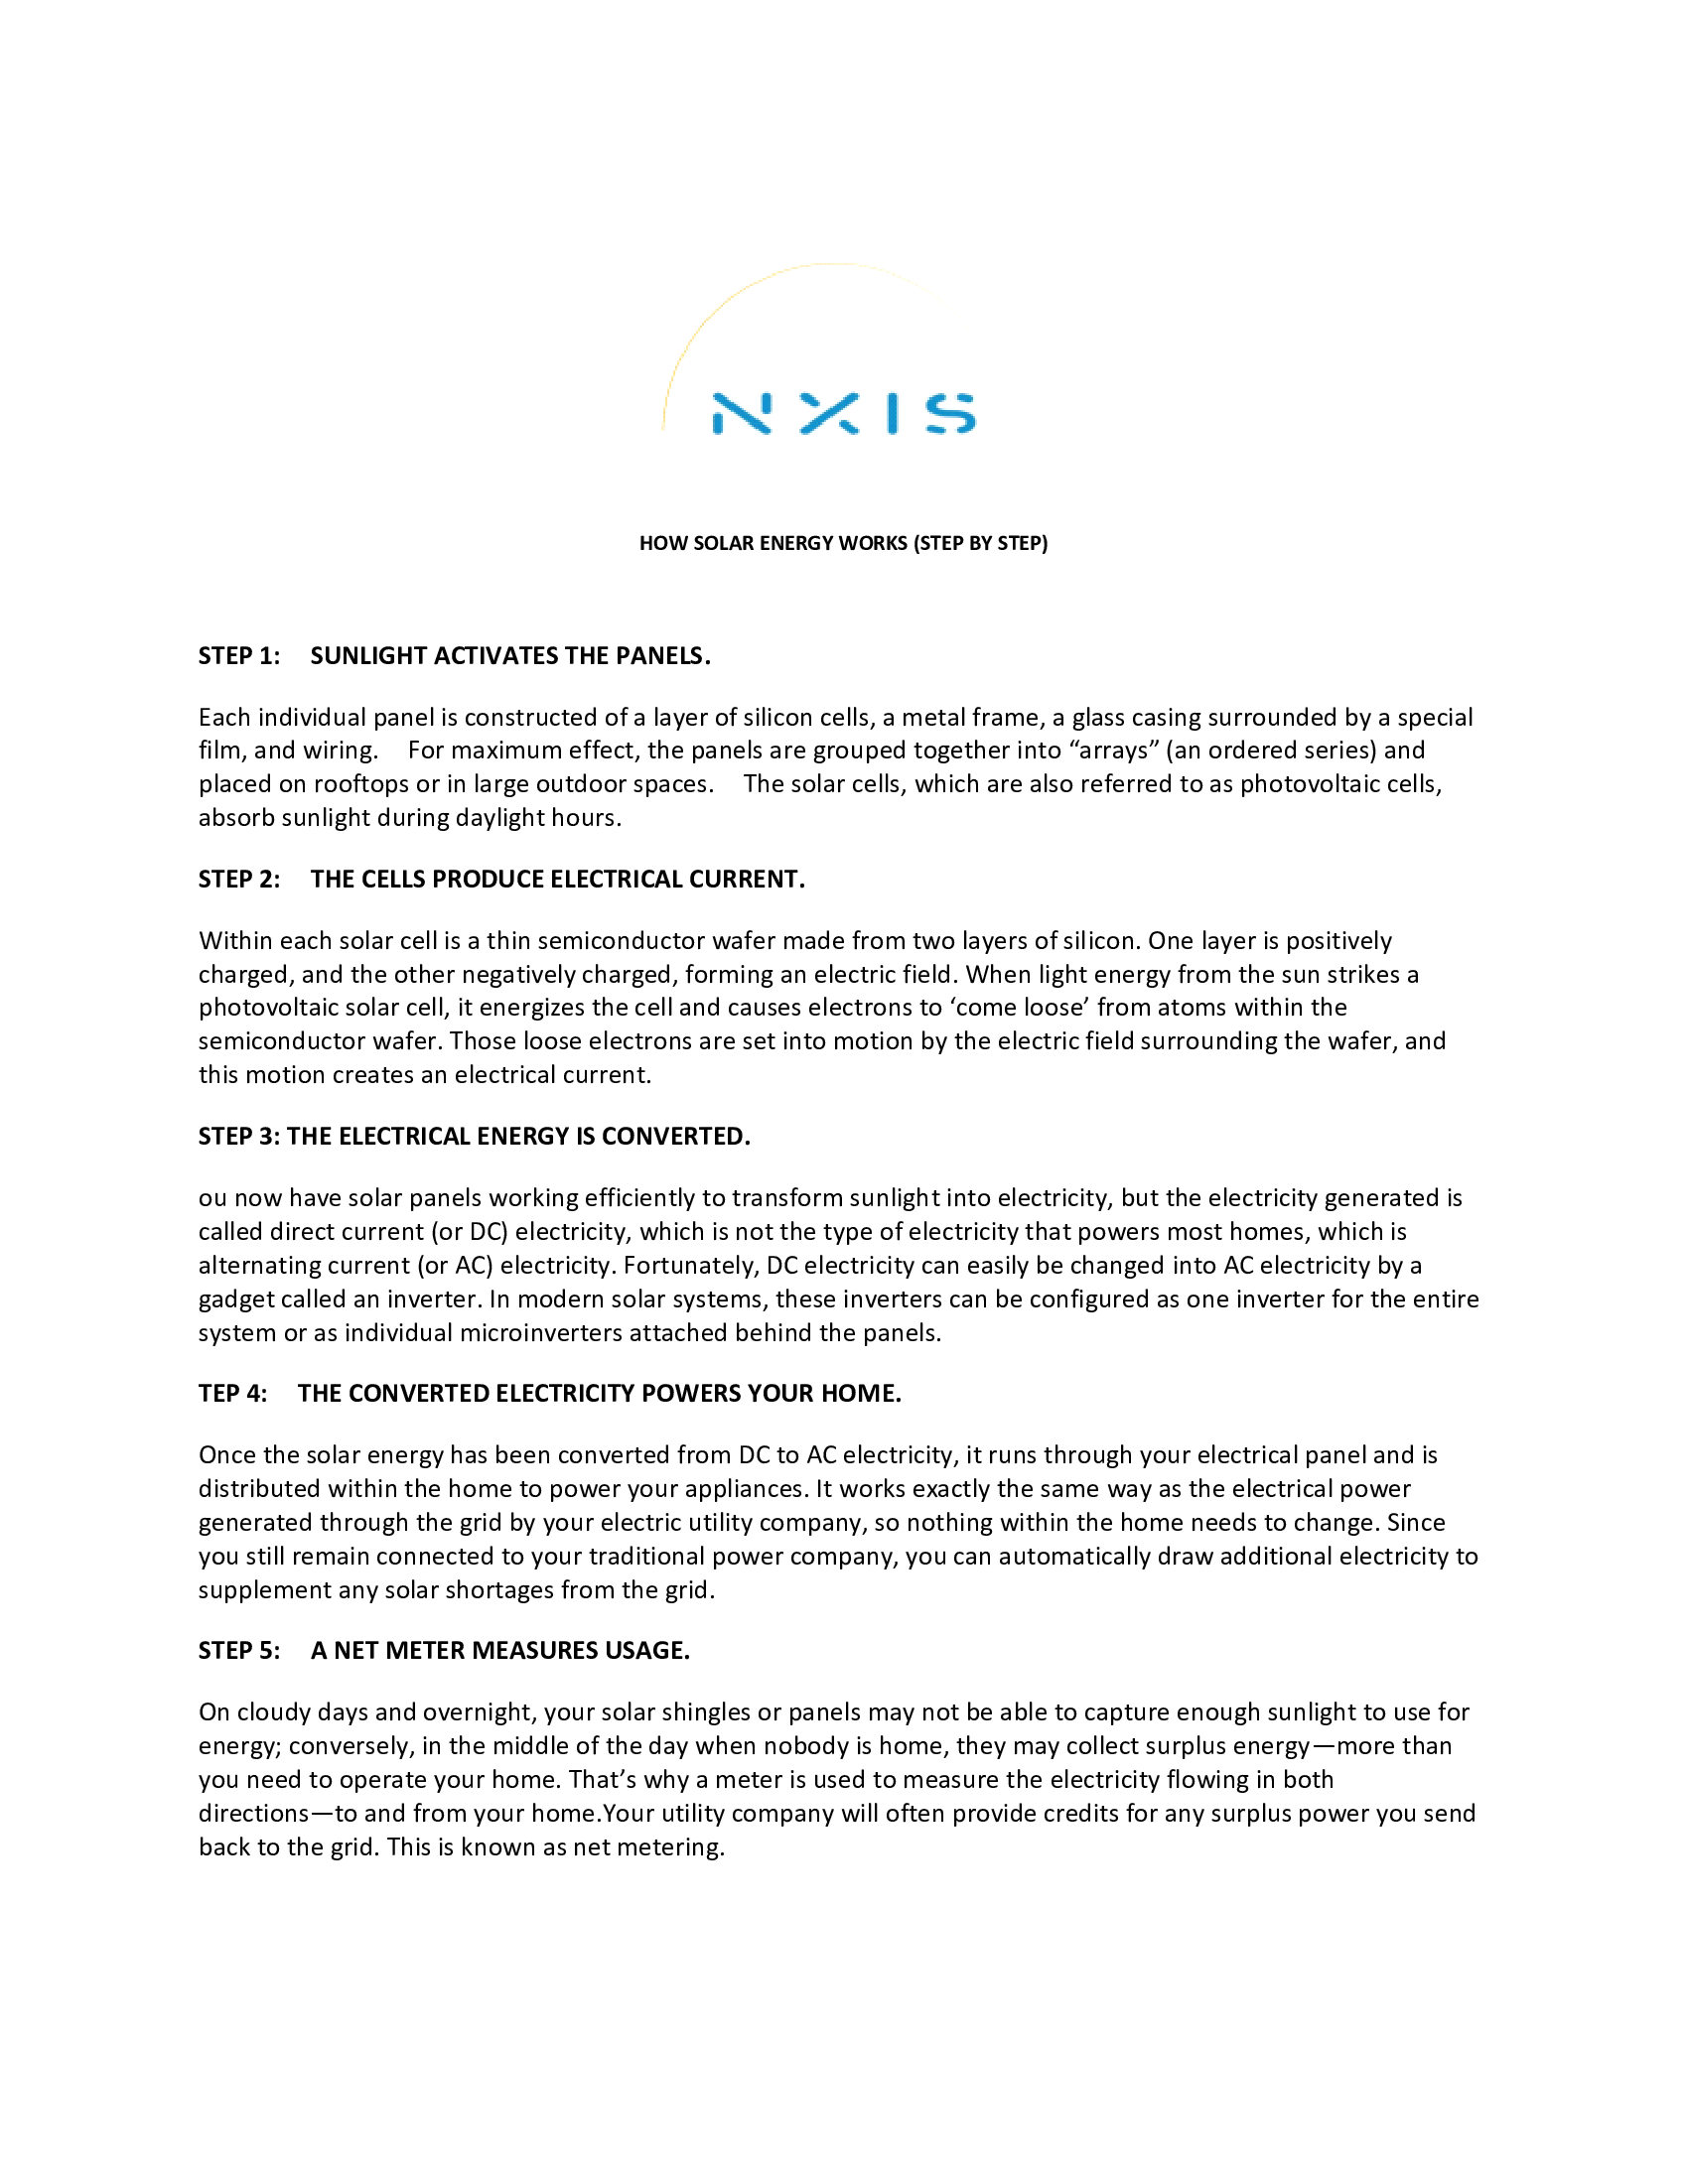 NXIS
HOW SOLAR ENERGY WORKS (STEP BY STEP)
STEP 1: SUNLIGHT ACTIVATES THE PANELS.
Each individual panel is constructed of a layer of silicon cells, a metal frame, a glass casing surrounded by a special
film, and wiring. For maximum effect, the panels are grouped together into “arrays” (an ordered series) and
placed on rooftops or in large outdoor spaces. The solar cells, which are also referred to as photovoltaic cells,
absorb sunlight during daylight hours.
STEP 2: THE CELLS PRODUCE ELECTRICAL CURRENT.
Within each solar cell is a thin semiconductor wafer made from two layers of silicon. One layer is positively
charged, and the other negatively charged, forming an electric field. When light energy from the sun strikes a
photovoltaic solar cell, it energizes the cell and causes electrons to ‘come loose’ from atoms within the
semiconductor wafer. Those loose electrons are set into motion by the electric field surrounding the wafer, and
this motion creates an electrical current.
STEP 3: THE ELECTRICAL ENERGY IS CONVERTED.
ou now have solar panels working efficiently to transform sunlight into electricity, but the electricity generated is
called direct current (or DC) electricity, which is not the type of electricity that powers most homes, which is
alternating current (or AC) electricity. Fortunately, DC electricity can easily be changed into AC electricity by a
gadget called an inverter. In modern solar systems, these inverters can be configured as one inverter for the entire
system or as individual microinverters attached behind the panels.
TEP 4: THE CONVERTED ELECTRICITY POWERS YOUR HOME.
Once the solar energy has been converted from DC to AC electricity, it runs through your electrical panel and is
distributed within the home to power your appliances. It works exactly the same way as the electrical power
generated through the grid by your electric utility company, so nothing within the home needs to change. Since
you still remain connected to your traditional power company, you can automatically draw additional electricity to
supplement any solar shortages from the grid.
STEP 5: A NET METER MEASURES USAGE.
On cloudy days and overnight, your solar shingles or panels may not be able to capture enough sunlight to use for
energy; conversely, in the middle of the day when nobody is home, they may collect surplus energy—more than
you need to operate your home. That’s why a meter is used to measure the electricity flowing in both
directions—to and from your home.Your utility company will often provide credits for any surplus power you send
back to the grid. This is known as net metering.